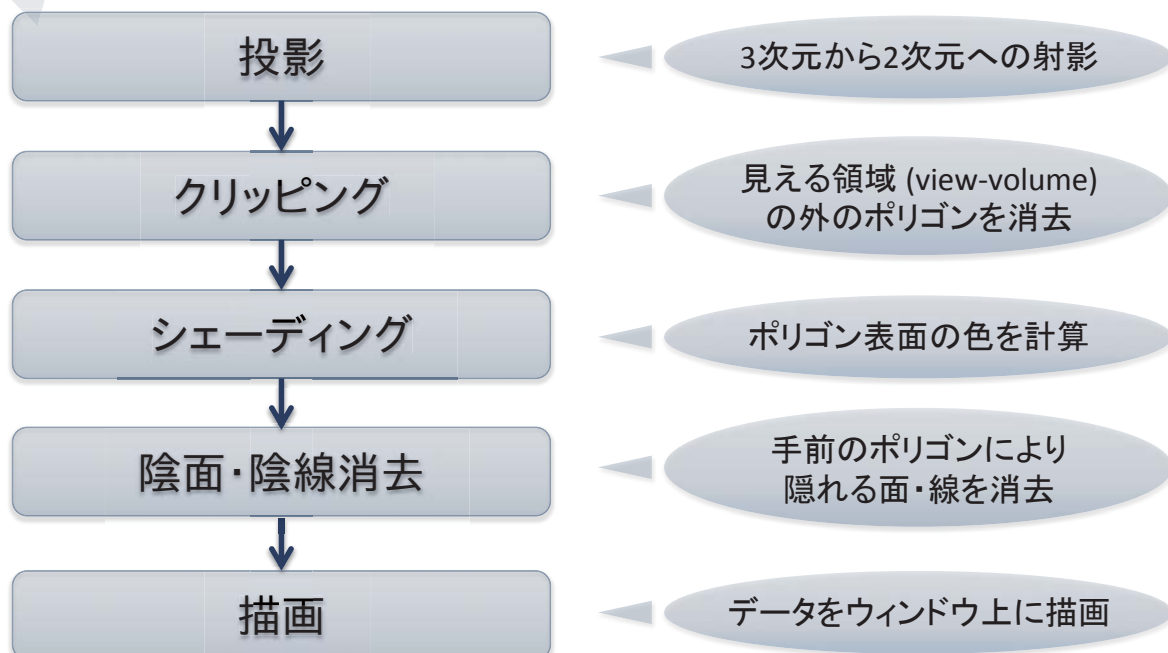 投影
3次元から2次元への射影
クリッピング
見える領域 (view-volume)
の外のポリゴンを消去
シェーディング
ポリゴン表面の色を計算
陰面・陰線消去
手前のポリゴンにより
隠れる面・線を消去
描画
データをウィンドウ上に描画